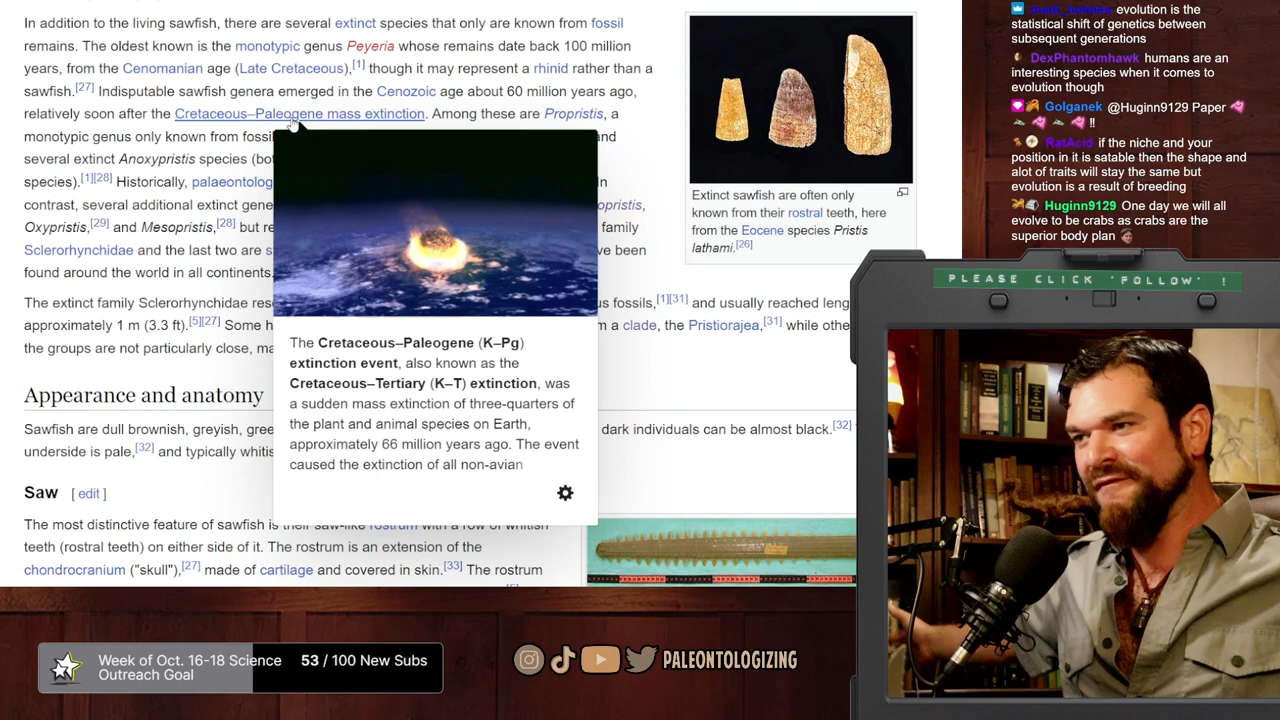 In addition to the living sawfish, there are several extinct species that only are known from fossil
remains. The oldest known is the monotypic genus Peyeria whose remains date back 100 million
years, from the Cenomanian age (Late Cretaceous),[1] though it may represent a rhinid rather than a
sawfish.[27] Indisputable sawfish genera emerged in the Cenozoic age about 60 million years ago,
relatively soon after the Cretaceous–Paleogene mass extinction. Among these are Propristis, a
monotypic genus only known from fossi and
several extinct Anoxypristis species (bot
species).[1][28] Historically, palaeontolog In
contrast, several additional extinct gene opristis,
Oxypristis,[29] and Mesopristis,[28] but re family
Sclerorhynchidae and the last two are s ve been
found around the world in all continents.
The extinct family Sclerorhynchidae res us fossils,[1][31] and usually reached leng
approximately 1 m (3.3 ft).[5][27] Some h m a clade, the Pristiorajea,[31] while othe
the groups are not particularly close, ma
Extinct sawfish are often only
known from their rostral teeth, here
from the Eocene species Pristis
lathami.[26]
The Cretaceous–Paleogene (K–Pg)
extinction event, also known as the
Cretaceous–Tertiary (K–T) extinction, was
a sudden mass extinction of three-quarters of
the plant and animal species on Earth,
approximately 66 million years ago. The event
caused the extinction of all non-avian
Appearance and anatomy
Sawfish are dull brownish, greyish, gree dark individuals can be almost black.[32]
underside is pale,[32] and typically whitis
Saw [ edit ]
The most distinctive feature of sawfish is their saw-like rostrum with a row of whitish
teeth (rostral teeth) on either side of it. The rostrum is an extension of the
chondrocranium ("skull"),[27] made of cartilage and covered in skin.[33] The rostrum
evolution is the
statistical shift of genetics between
subsequent generations
DexPhantomhawk humans are an
interesting species when it comes to
evolution though
Golganek @Huginn9129 Paper
!!
RatAcid if the niche and your
position in it is satable then the shape and
alot of traits will stay the same but
evolution is a result of breeding
Huginn9129 One day we will all
evolve to be crabs as crabs are the
superior body plan
PLEASE CLICK 'FOLLOW' !
Week of Oct. 16-18 Science 53 / 100 New Subs
Outreach Goal
PALEONTOLOGIZING